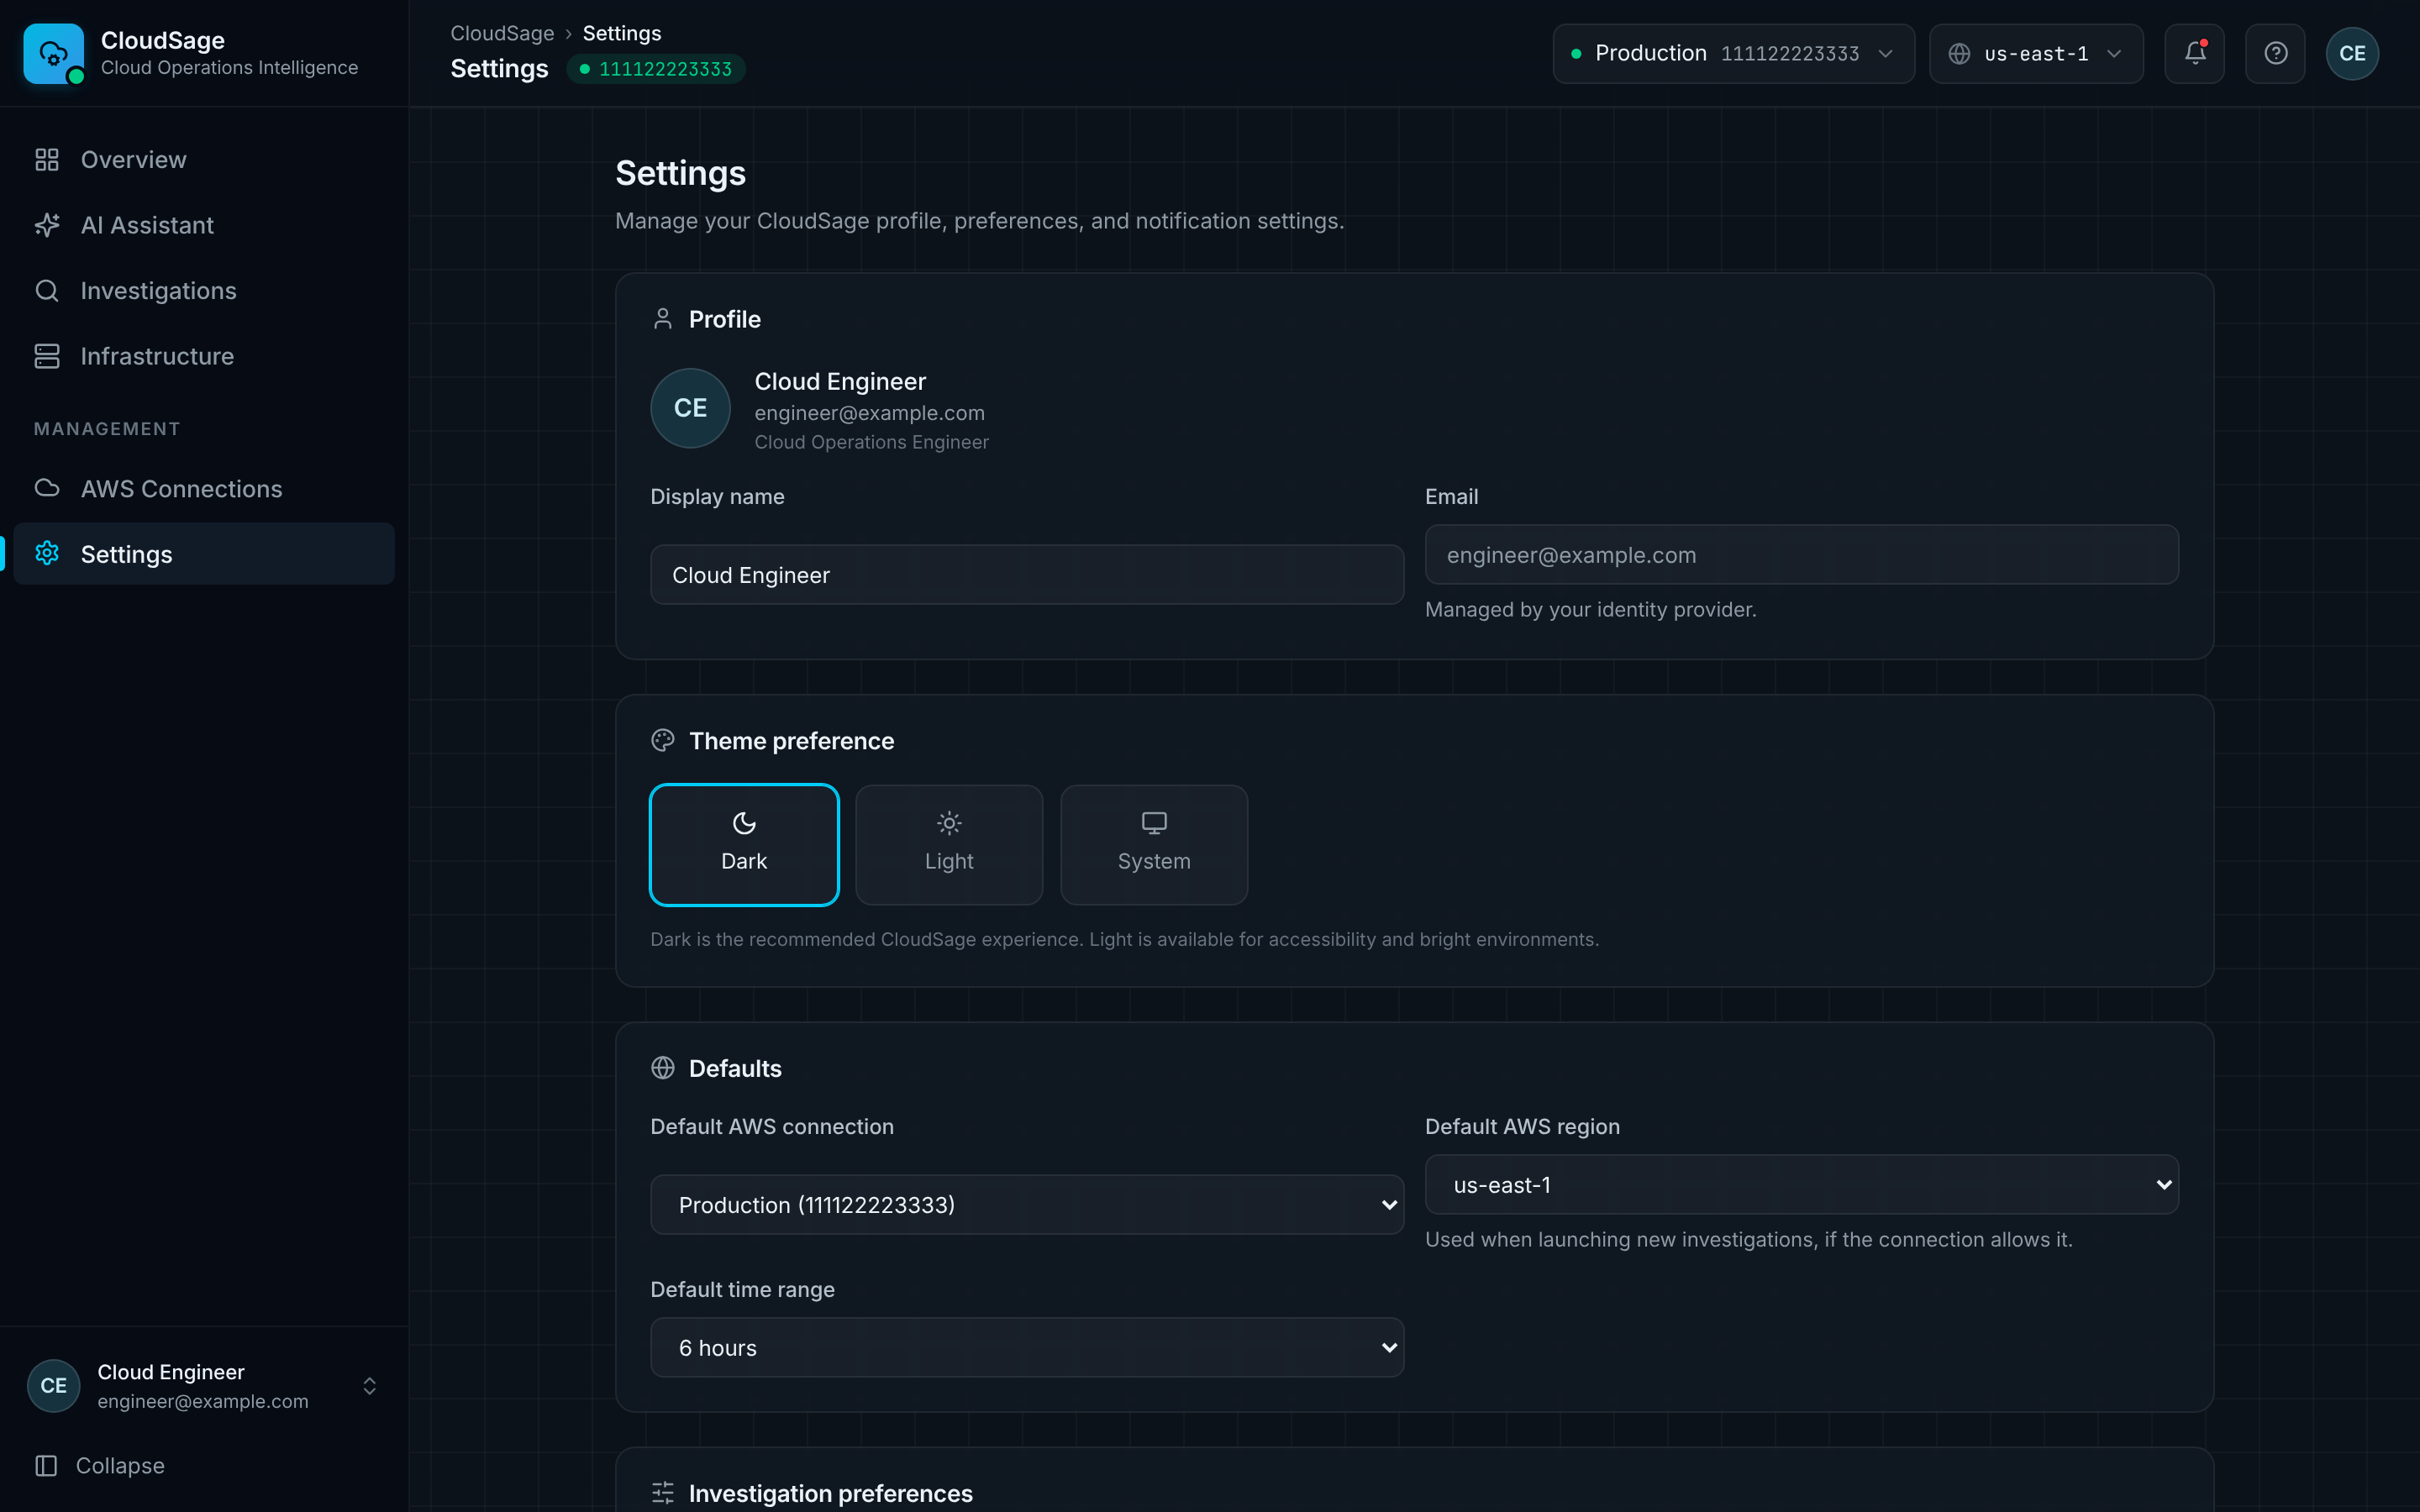 CloudSage
Cloud Operations Intelligence
Overview
AI Assistant
Investigations
Infrastructure
MANAGEMENT
AWS Connections
Settings
CE
Cloud Engineer
engineer@example.com
Collapse
CloudSage › Settings
Settings
111122223333
Production 111122223333
us-east-1
CE
Settings
Manage your CloudSage profile, preferences, and notification settings.
Profile
CE
Cloud Engineer
engineer@example.com
Cloud Operations Engineer
Display name
Cloud Engineer
Email
engineer@example.com
Managed by your identity provider.
Theme preference
Dark
Light
System
Dark is the recommended CloudSage experience. Light is available for accessibility and bright environments.
Defaults
Default AWS connection
Production (111122223333)
Default AWS region
us-east-1
Used when launching new investigations, if the connection allows it.
Default time range
6 hours
Investigation preferences